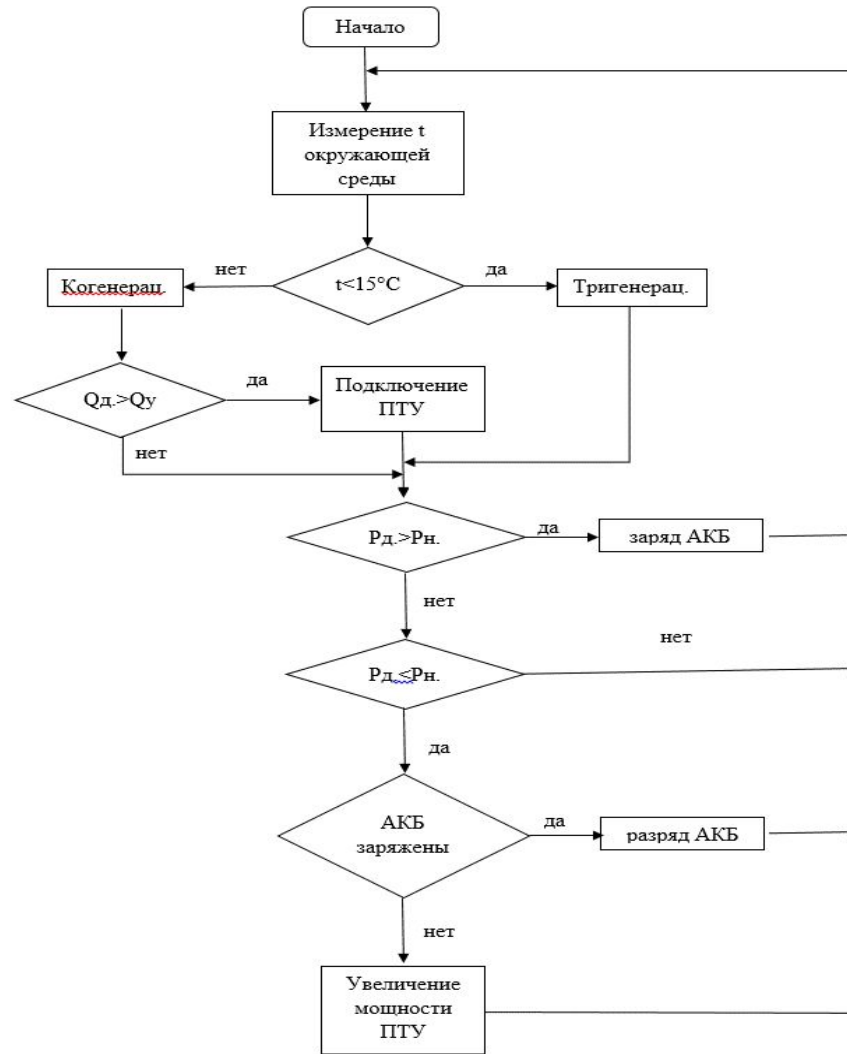 Начало
Измерение t
окружающей
среды
t<15°C
нет
да
Когенерац.
Тригенерац.
Qд.>Qу
да
Подключение
ПТУ
нет
Рд.>Рн.
да
заряд АКБ
нет
Рд.<Рн.
нет
да
АКБ
заряжены
да
разряд АКБ
нет
Увеличение
мощности
ПТУ